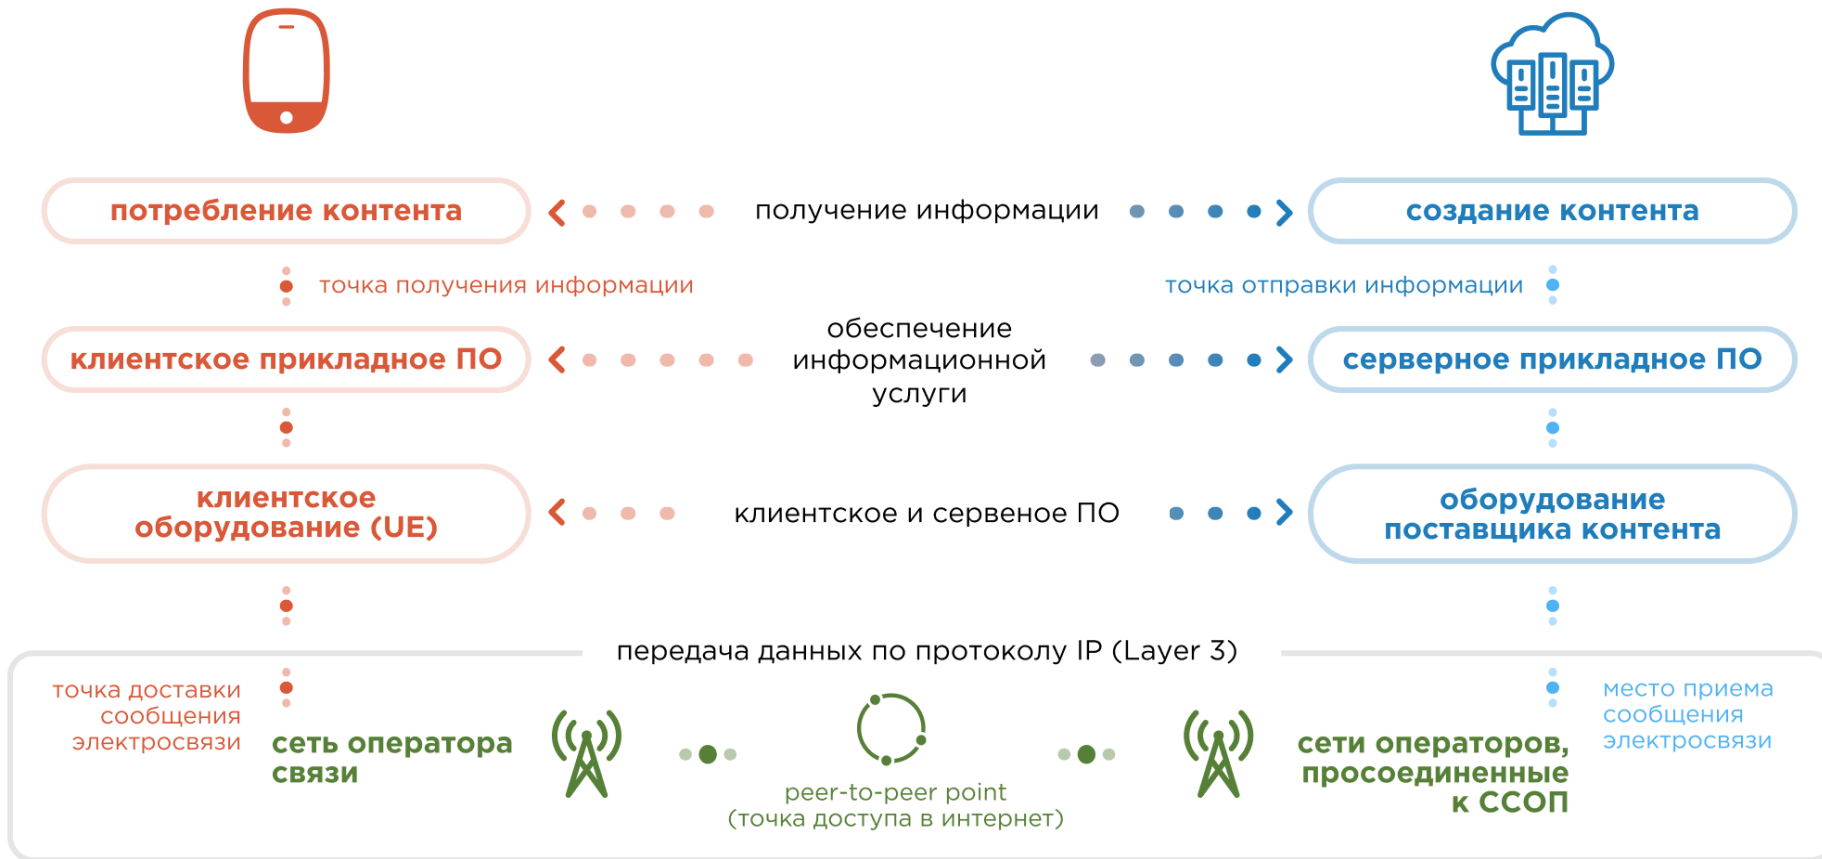 потребление контента
получение информации
создание контента
точка получения информации
точка отправки информации
клиентское прикладное ПО
обеспечение
информационной
услуги
серверное прикладное ПО
клиентское
оборудование (UE)
клиентское и сервеное ПО
оборудование
поставщика контента
передача данных по протоколу IP (Layer 3)
точка доставки
сообщения
электросвязи
сеть оператора
связи
peer-to-peer point
(точка доступа в интернет)
сети операторов,
просоединенные
к ССОП
место приема
сообщения
электросвязи